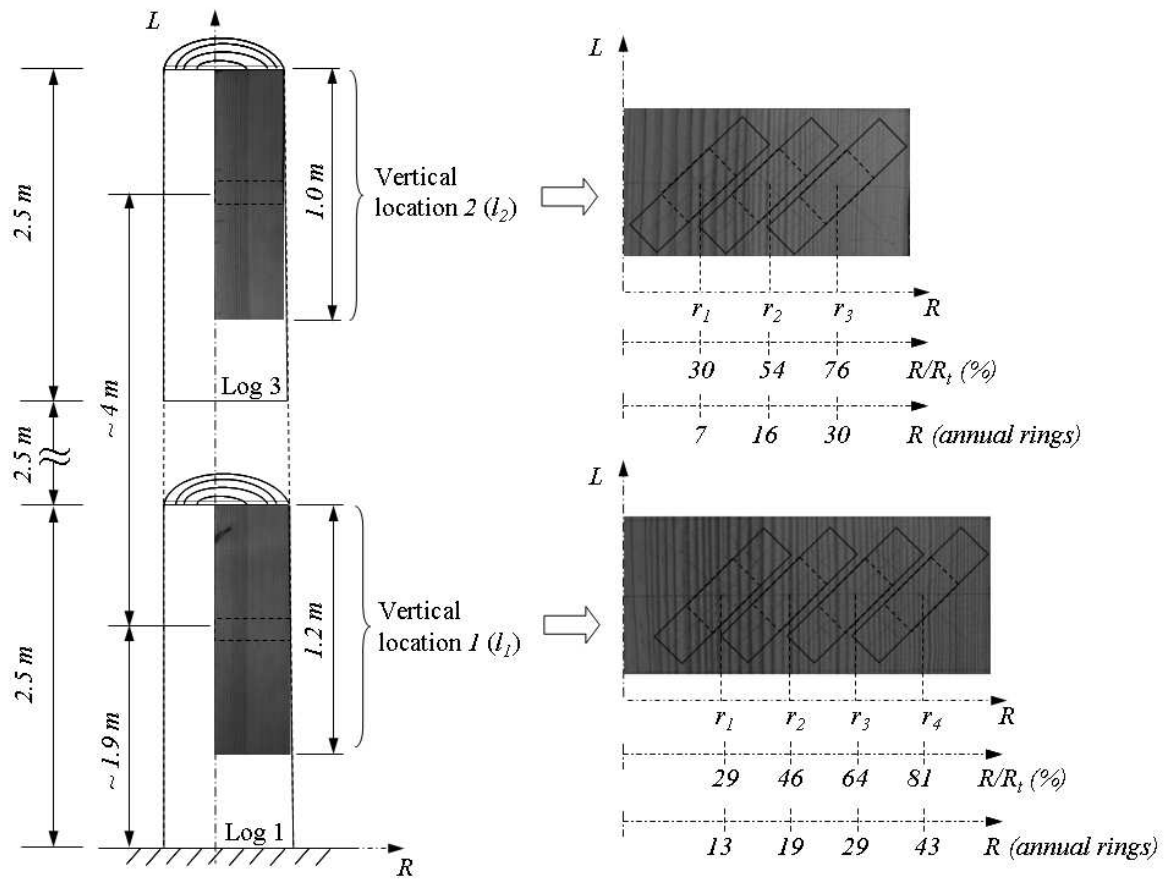 L
2.5 m
1.0 m
Vertical
location 2 (l₂)
Log 3
~ 4 m
2.5 m
2.5 m
1.2 m
Vertical
location 1 (l₁)
~ 1.9 m
Log 1
R
L
r₁ r₂ r₃ R
30 54 76 R/Rₜ (%)
7 16 30 R (annual rings)
L
r₁ r₂ r₃ r₄ R
29 46 64 81 R/Rₜ (%)
13 19 29 43 R (annual rings)